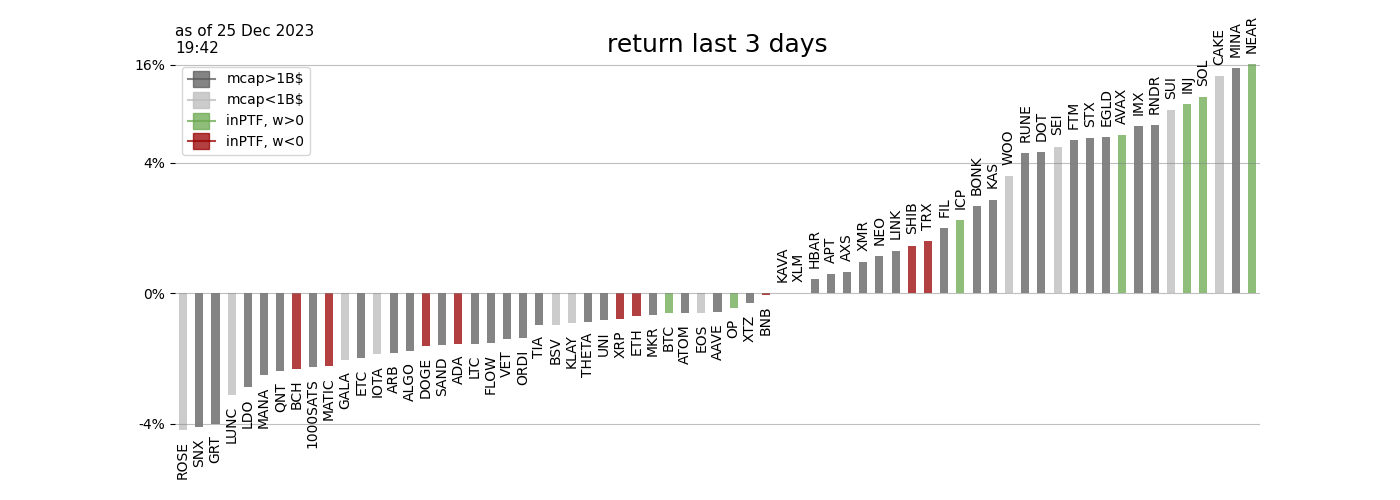 as of 25 Dec 2023
19:42
return last 3 days
16%
4%
0%
-4%
mcap>1B$
mcap<1B$
inPTF, w>0
inPTF, w<0
ROSE
SNX
GRT
LUNC
LDO
MANA
QNT
BCH
1000SATS
MATIC
GALA
ETC
IOTA
ARB
ALGO
DOGE
SAND
ADA
LTC
FLOW
VET
ORDI
TIA
BSV
KLAY
THETA
UNI
XRP
ETH
MKR
BTC
ATOM
EOS
AAVE
OP
XTZ
BNB
KAVA
XLM
HBAR
APT
AXS
XMR
NEO
LINK
SHIB
TRX
FIL
ICP
BONK
KAS
WOO
RUNE
DOT
SEI
FTM
STX
EGLD
AVAX
IMX
RNDR
SUI
INJ
SOL
CAKE
MINA
NEAR